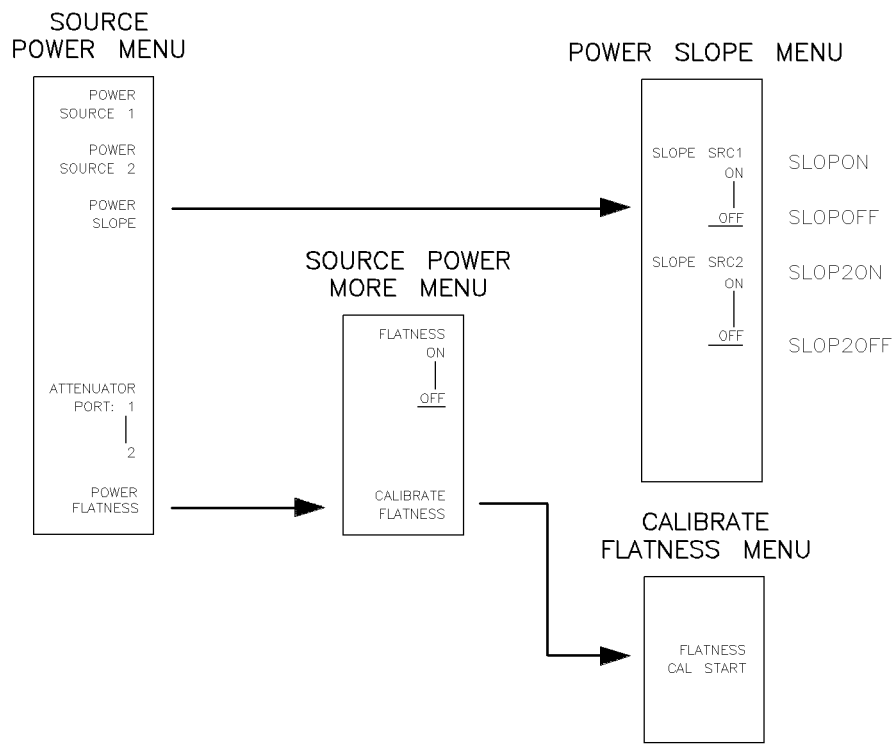 SOURCE
POWER MENU
POWER
SOURCE 1
POWER
SOURCE 2
POWER
SLOPE
ATTENUATOR
PORT: 1
2
POWER
FLATNESS
SOURCE POWER
MORE MENU
FLATNESS
ON
OFF
CALIBRATE
FLATNESS
POWER SLOPE MENU
SLOPE SRC1
ON
OFF
SLOPE SRC2
ON
OFF
SLOPON
SLOPOFF
SLOP2ON
SLOP2OFF
CALIBRATE
FLATNESS MENU
FLATNESS
CAL START